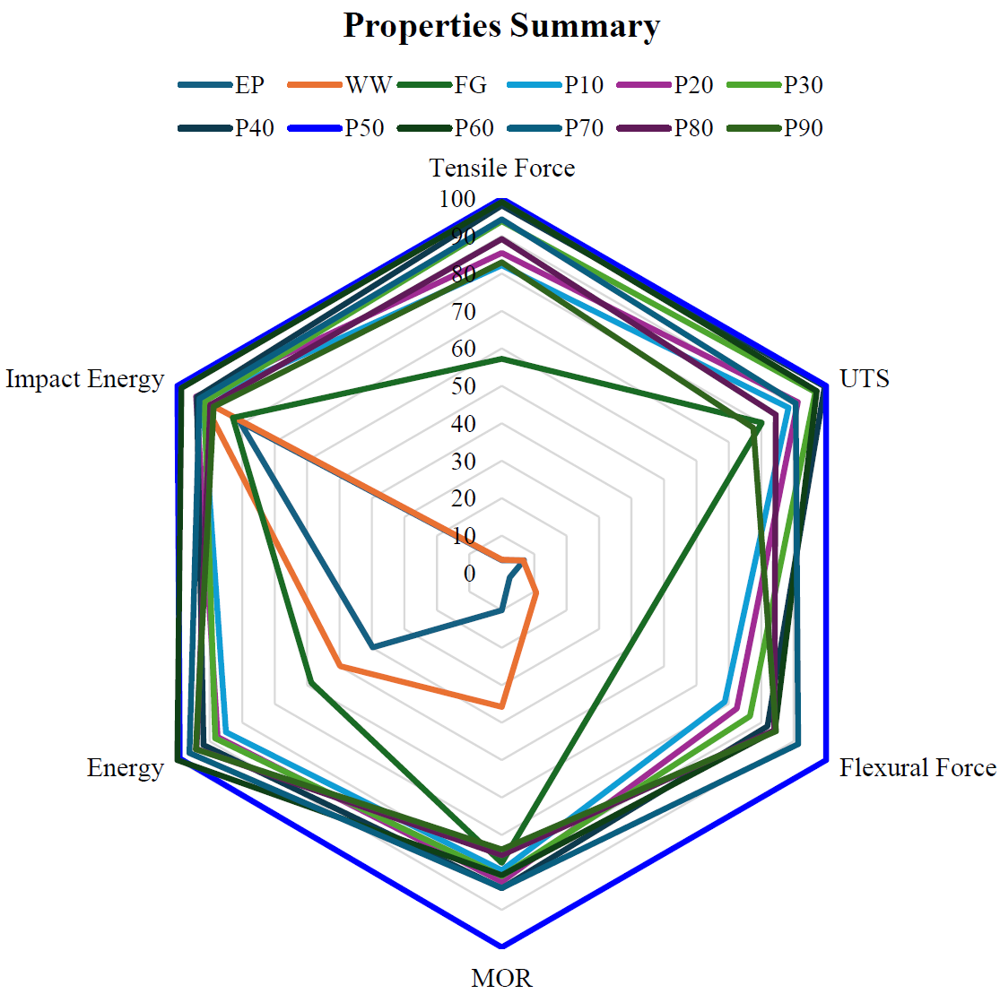 Properties Summary
EP WW FG P10 P20 P30
P40 P50 P60 P70 P80 P90
Tensile Force
100
90
80
70
60
50
40
30
20
10
0
Impact Energy
UTS
Energy
Flexural Force
MOR